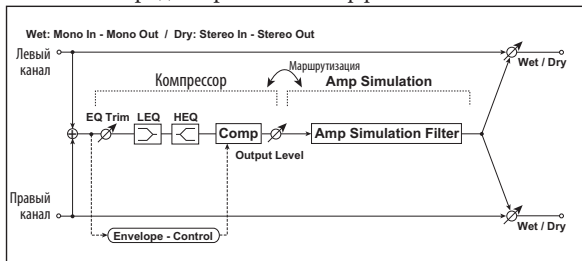 Wet: Mono In - Mono Out / Dry: Stereo In - Stereo Out
Левый канал
Wet / Dry
Маршрутизация
Компрессор
Amp Simulation
EQ Trim
LEQ
HEQ
Comp
Output Level
Amp Simulation Filter
Правый канал
Envelope - Control
Wet / Dry